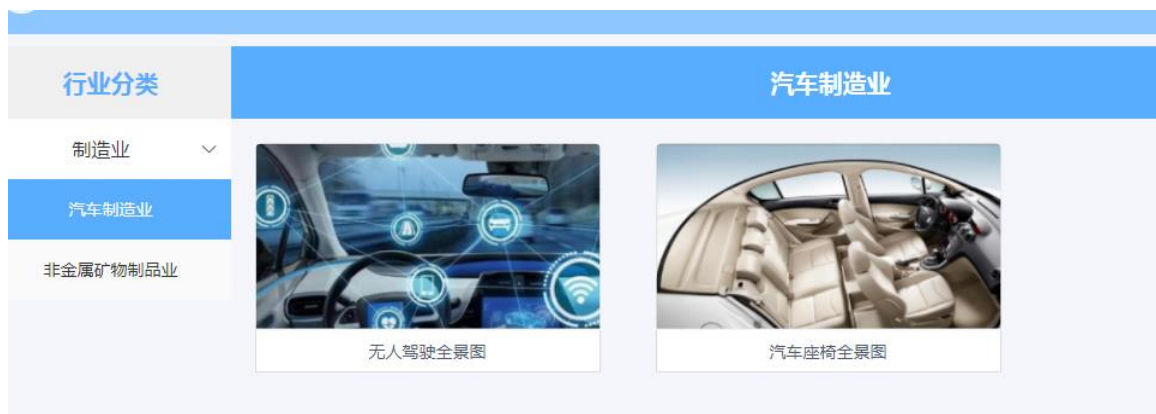 行业分类
汽车制造业
制造业
汽车制造业
非金属矿物制品业
无人驾驶全景图
汽车座椅全景图